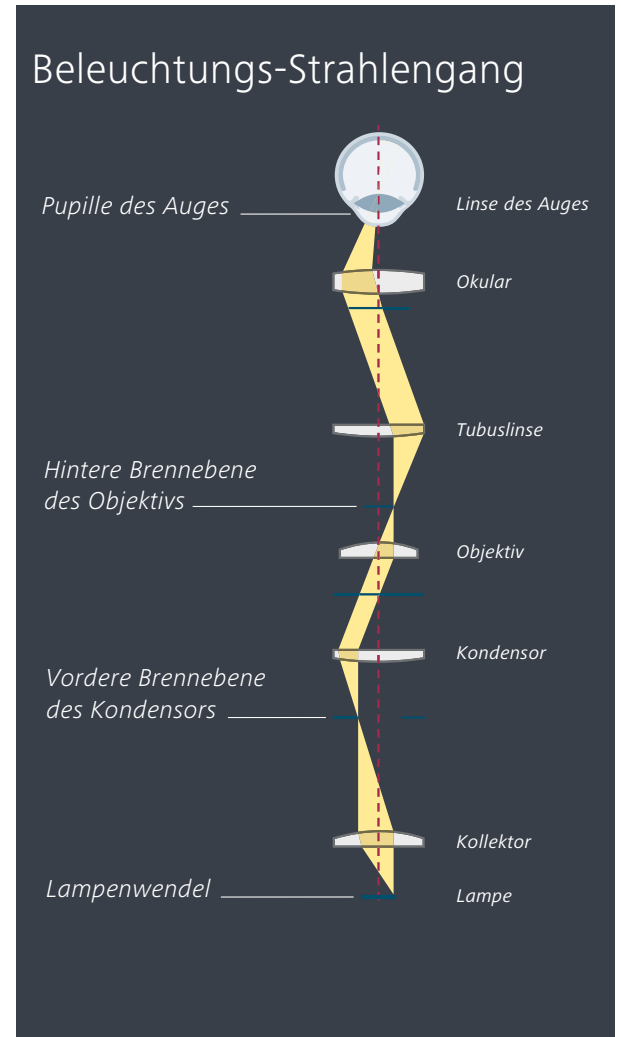 Beleuchtungs-Strahlengang
Pupille des Auges
Linse des Auges
Okular
Tubuslinse
Hintere Brennebene
des Objektivs
Objektiv
Kondensor
Vordere Brennebene
des Kondensors
Kollektor
Lampenwendel
Lampe